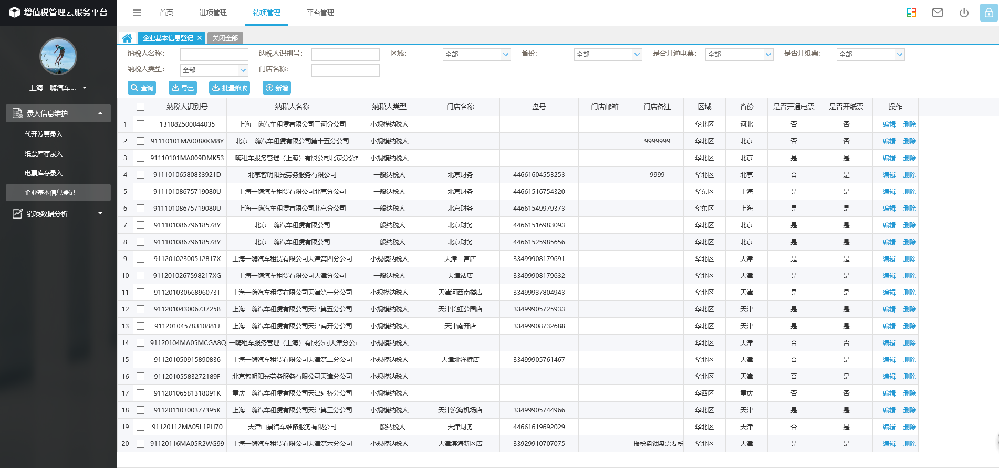 增值税管理云服务平台
首页 进项管理 销项管理 平台管理
上海一嗨汽车...
录入信息维护
代开发票录入
纸票库存录入
电票库存录入
企业基本信息登记
销项数据分析
企业基本信息登记 × 关闭全部
纳税人名称: 纳税人识别号: 区域: 全部 省份: 全部 是否开通电票: 全部 是否开纸票: 全部
纳税人类型: 全部 门店名称:
查询 导出 批量修改 新增
纳税人识别号 纳税人名称 纳税人类型 门店名称 盘号 门店邮箱 门店备注 区域 省份 是否开通电票 是否开纸票 操作
1 131082500044035 上海一嗨汽车租赁有限公司三河分公司 小规模纳税人 华北区 河北 否 否 编辑 删除
2 91110101MA008XKM8Y 北京一嗨汽车租赁有限公司第十五分公司 小规模纳税人 9999999 华北区 北京 否 否 编辑 删除
3 91110101MA009DMK53 一嗨租车服务管理（上海）有限公司北京分公司 小规模纳税人 华北区 北京 是 是 编辑 删除
4 91110106580833921D 北京智明阳光劳务服务有限公司 一般纳税人 北京财务 44661604553253 9999 华北区 北京 否 是 编辑 删除
5 91110108675719080U 上海一嗨汽车租赁有限公司北京分公司 一般纳税人 北京财务 44661516754320 华东区 上海 是 是 编辑 删除
6 91110108675719080U 上海一嗨汽车租赁有限公司北京分公司 一般纳税人 北京财务 44661549979373 华东区 上海 是 是 编辑 删除
7 91110108679618578Y 北京一嗨汽车租赁有限公司 一般纳税人 北京财务 44661516983093 华北区 北京 是 是 编辑 删除
8 91110108679618578Y 北京一嗨汽车租赁有限公司 一般纳税人 北京财务 44661525985656 华北区 北京 是 是 编辑 删除
9 91120102300512817X 上海一嗨汽车租赁有限公司天津第四分公司 小规模纳税人 天津二宫店 33499908179691 华北区 天津 是 是 编辑 删除
10 9112010267598217XG 上海一嗨汽车租赁有限公司天津分公司 一般纳税人 天津站店 33499908179632 华北区 天津 是 是 编辑 删除
11 91120103066896073T 上海一嗨汽车租赁有限公司天津第一分公司 小规模纳税人 天津河西南楼店 33499937804943 华北区 天津 是 是 编辑 删除
12 911201043006737258 上海一嗨汽车租赁有限公司天津第五分公司 小规模纳税人 天津长虹公园店 33499905725933 华北区 天津 是 是 编辑 删除
13 91120104578310881J 上海一嗨汽车租赁有限公司天津南开分公司 小规模纳税人 天津南开店 33499908732688 华北区 天津 是 是 编辑 删除
14 91120104MA05MCGA8Q 一嗨租车服务管理（上海）有限公司天津分公司 小规模纳税人 华北区 天津 否 否 编辑 删除
15 911201050915890836 上海一嗨汽车租赁有限公司天津第二分公司 小规模纳税人 天津北洋桥店 33499905761467 华北区 天津 否 是 编辑 删除
16 91120105583272189F 北京智明阳光劳务服务有限公司天津分公司 小规模纳税人 华北区 天津 否 是 编辑 删除
17 91120106581318091K 重庆一嗨汽车租赁有限公司天津红桥分公司 小规模纳税人 华西区 重庆 否 否 编辑 删除
18 91120110300377395K 上海一嗨汽车租赁有限公司天津第三分公司 小规模纳税人 天津滨海机场店 33499905744966 华北区 天津 是 是 编辑 删除
19 91120112MA05L1PH70 天津山景汽车维修服务有限公司 一般纳税人 天津财务 44661619692029 华北区 天津 否 是 编辑 删除
20 91120116MA05R2WG99 上海一嗨汽车租赁有限公司天津第六分公司 小规模纳税人 天津滨海新区店 33929910707075 报税盘锁盘需要税 华北区 天津 是 是 编辑 删除